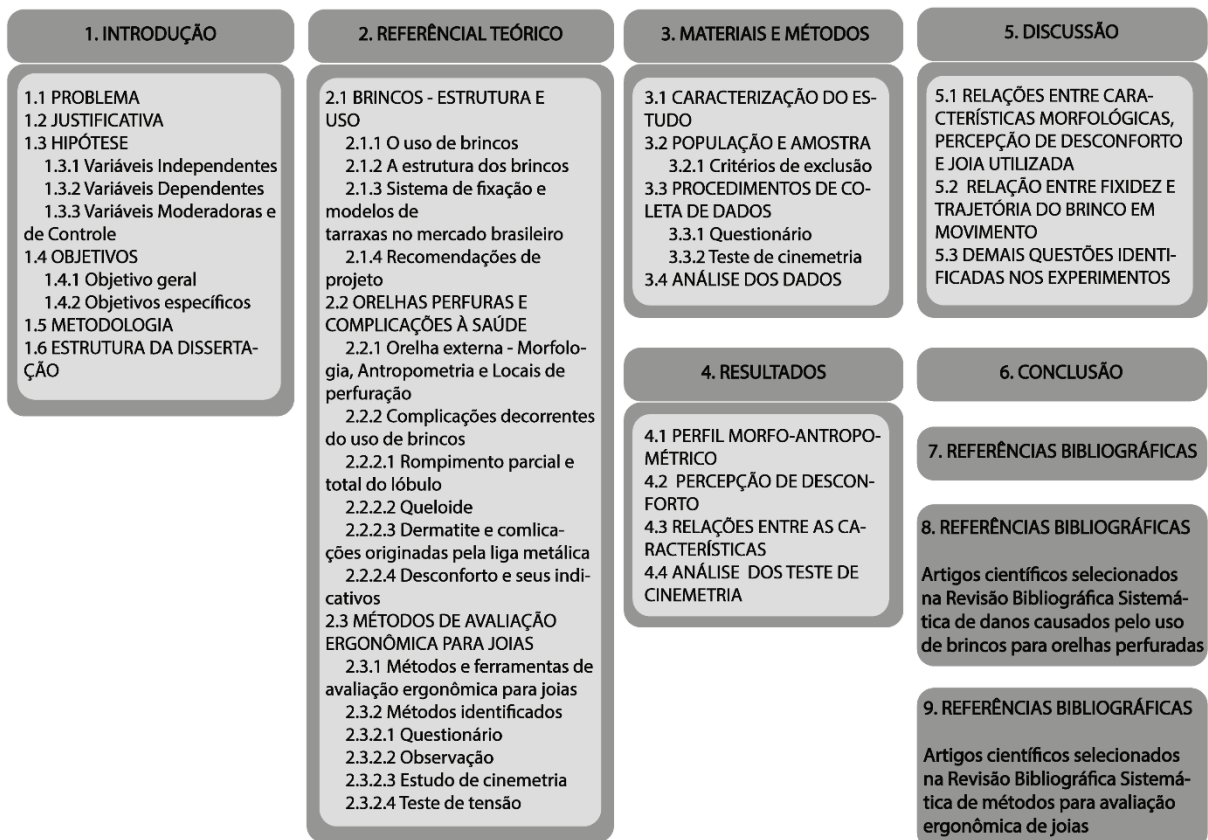 1. INTRODUÇÃO
1.1 PROBLEMA
1.2 JUSTIFICATIVA
1.3 HIPÓTESE
1.3.1 Variáveis Independentes
1.3.2 Variáveis Dependentes
1.3.3 Variáveis Moderadoras e
de Controle
1.4 OBJETIVOS
1.4.1 Objetivo geral
1.4.2 Objetivos específicos
1.5 METODOLOGIA
1.6 ESTRUTURA DA DISSERTA-
ÇÃO
2. REFERÊNCIAL TEÓRICO
2.1 BRINCOS - ESTRUTURA E
USO
2.1.1 O uso de brincos
2.1.2 A estrutura dos brincos
2.1.3 Sistema de fixação e
modelos de
tarraxas no mercado brasileiro
2.1.4 Recomendações de
projeto
2.2 ORELHAS PERFURAS E
COMPLICAÇÕES À SAÚDE
2.2.1 Orelha externa - Morfolo-
gia, Antropometria e Locais de
perfuração
2.2.2 Complicações decorrentes
do uso de brincos
2.2.2.1 Rompimento parcial e
total do lóbulo
2.2.2.2 Queloide
2.2.2.3 Dermatite e comlica-
ções originadas pela liga metálica
2.2.2.4 Desconforto e seus indi-
cativos
2.3 MÉTODOS DE AVALIAÇÃO
ERGONÔMICA PARA JOIAS
2.3.1 Métodos e ferramentas de
avaliação ergonômica para joias
2.3.2 Métodos identificados
2.3.2.1 Questionário
2.3.2.2 Observação
2.3.2.3 Estudo de cinemetria
2.3.2.4 Teste de tensão
3. MATERIAIS E MÉTODOS
3.1 CARACTERIZAÇÃO DO ES-
TUDO
3.2 POPULAÇÃO E AMOSTRA
3.2.1 Critérios de exclusão
3.3 PROCEDIMENTOS DE CO-
LETA DE DADOS
3.3.1 Questionário
3.3.2 Teste de cinemetria
3.4 ANÁLISE DOS DADOS
4. RESULTADOS
4.1 PERFIL MORFO-ANTROPO-
MÉTRICO
4.2 PERCEPÇÃO DE DESCON-
FORTO
4.3 RELAÇÕES ENTRE AS CA-
RACTERÍSTICAS
4.4 ANÁLISE DOS TESTE DE
CINEMETRIA
5. DISCUSSÃO
5.1 RELAÇÕES ENTRE CARA-
CTERÍSTICAS MORFOLÓGICAS,
PERCEPÇÃO DE DESCONFORTO
E JOIA UTILIZADA
5.2 RELAÇÃO ENTRE FIXIDEZ E
TRAJETÓRIA DO BRINCO EM
MOVIMENTO
5.3 DEMAIS QUESTÕES IDENTI-
FICADAS NOS EXPERIMENTOS
6. CONCLUSÃO
7. REFERÊNCIAS BIBLIOGRÁFICAS
8. REFERÊNCIAS BIBLIOGRÁFICAS
Artigos científicos selecionados
na Revisão Bibliográfica Sistemá-
tica de danos causados pelo uso
de brincos para orelhas perfuradas
9. REFERÊNCIAS BIBLIOGRÁFICAS
Artigos científicos selecionados
na Revisão Bibliográfica Sistemá-
tica de métodos para avaliação
ergonômica de joias